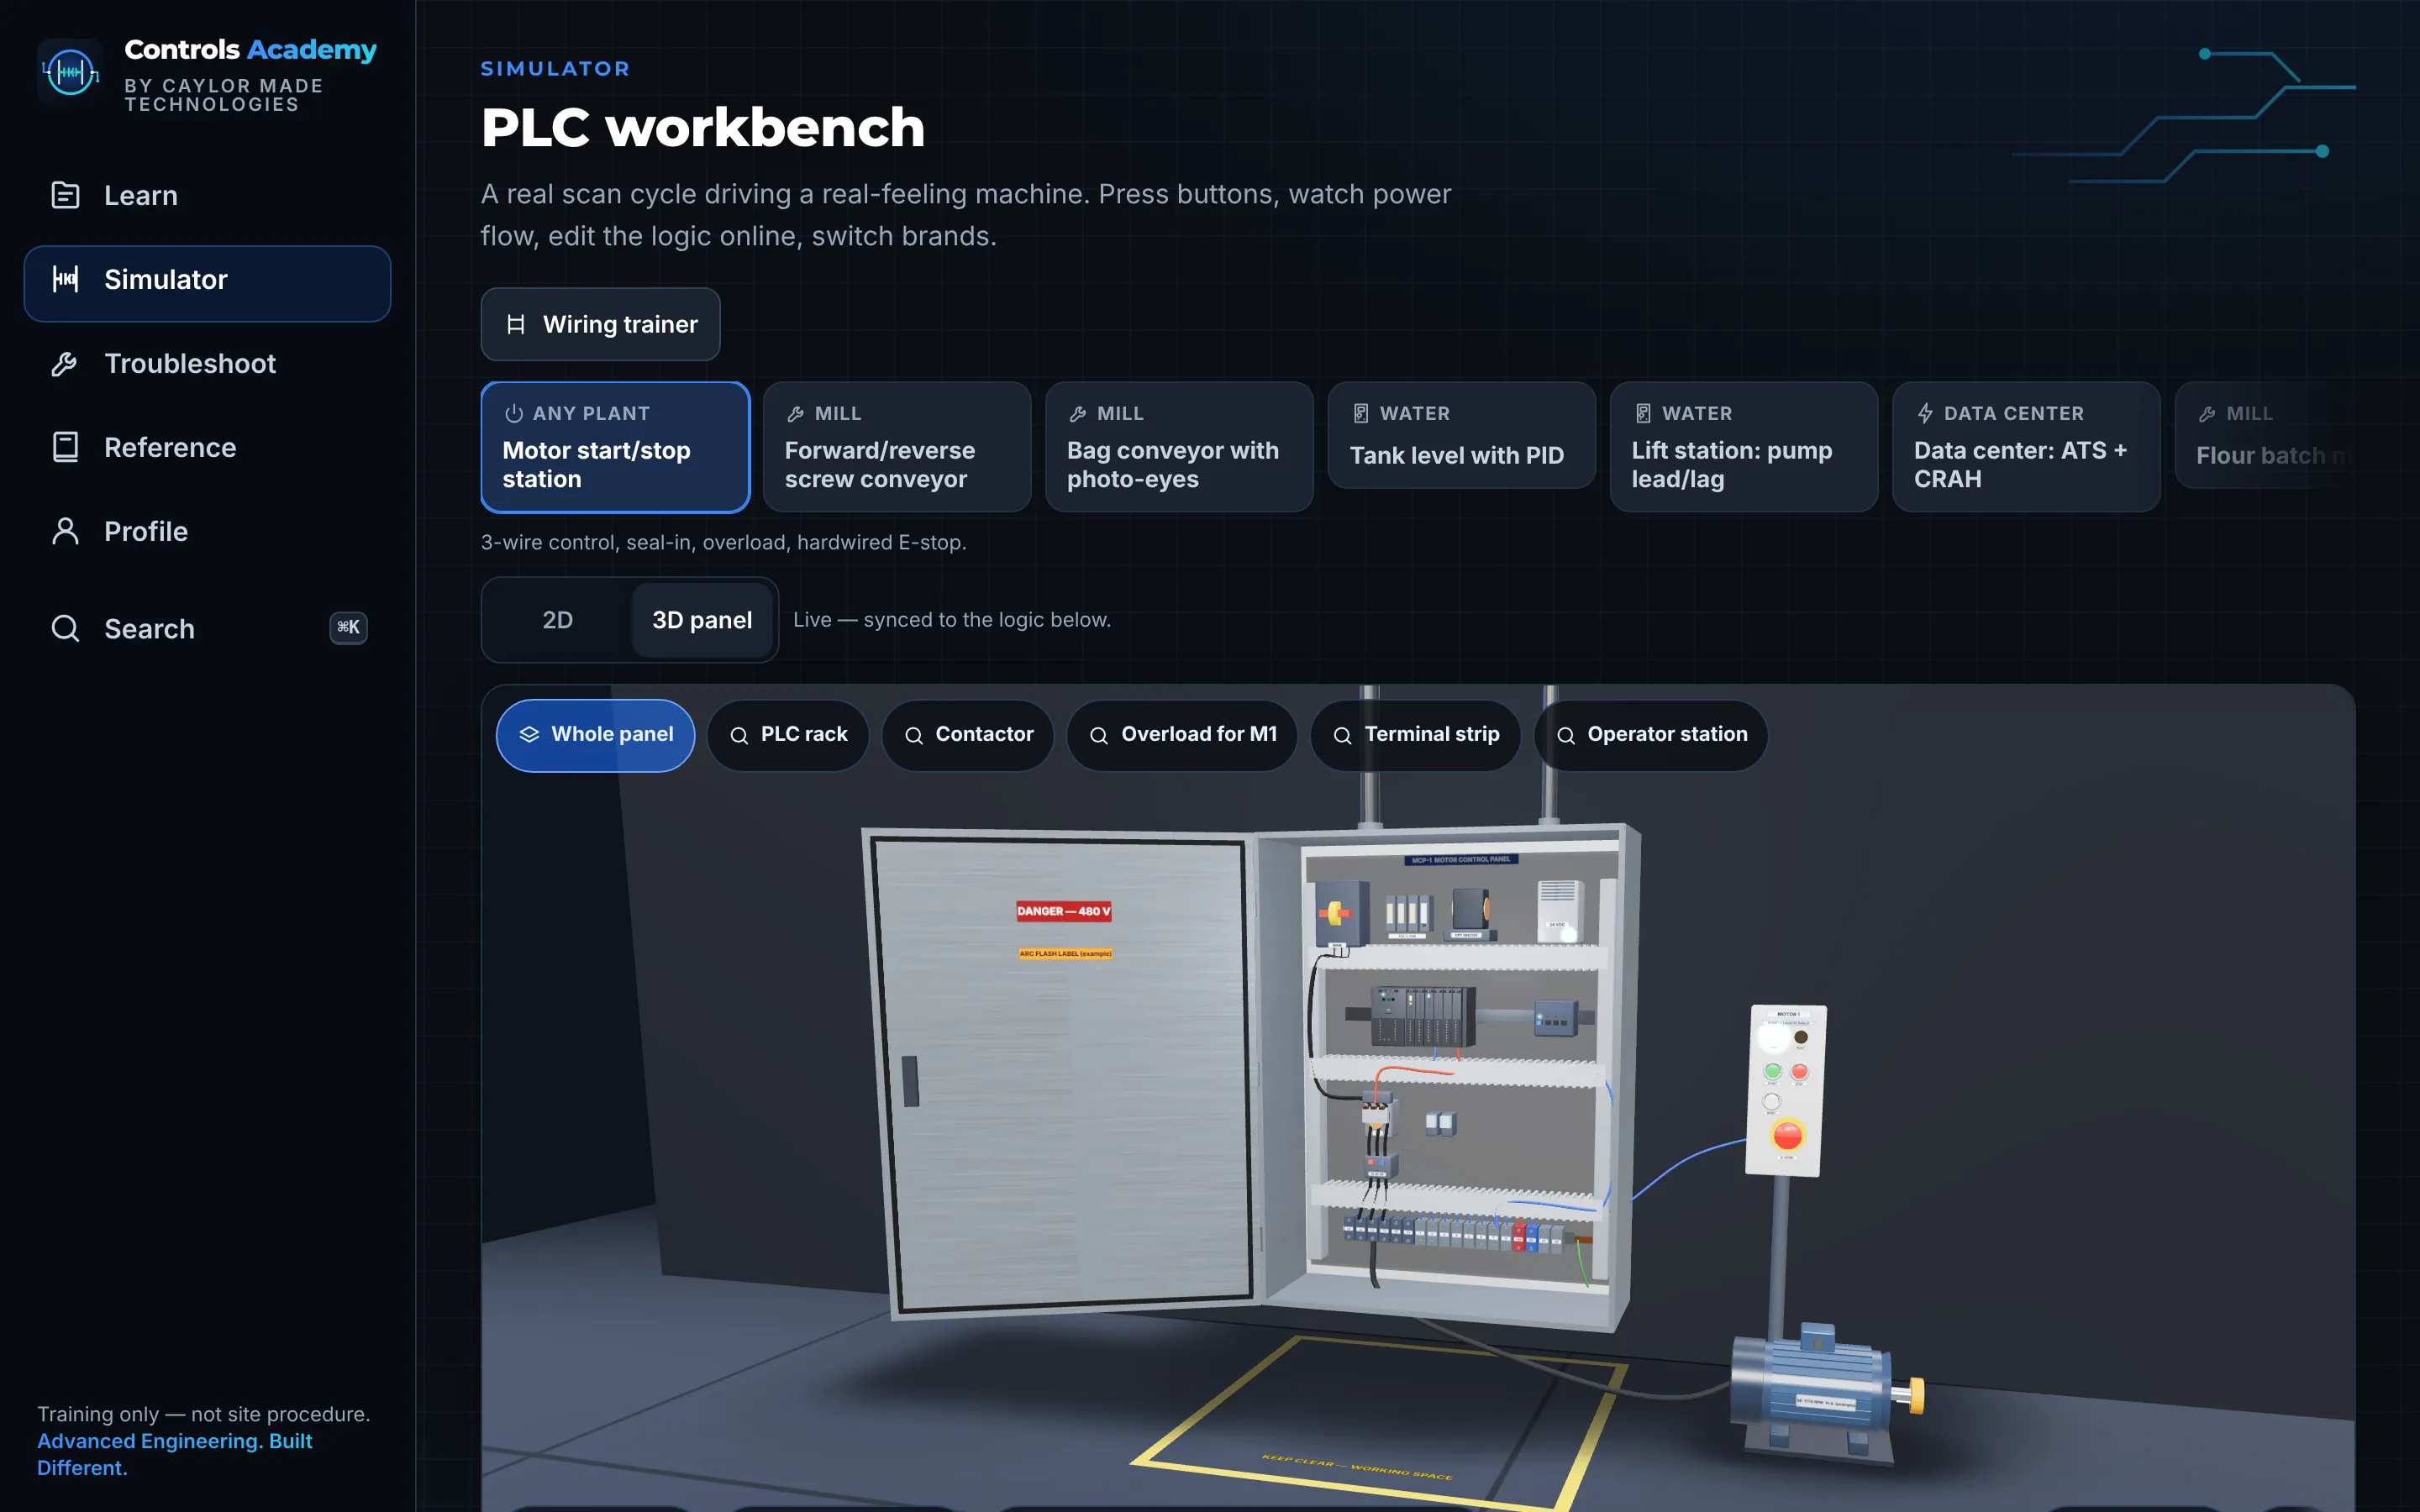 Controls Academy
BY CAYLOR MADE
TECHNOLOGIES
Learn
Simulator
Troubleshoot
Reference
Profile
Search
⌘K
Training only — not site procedure.
Advanced Engineering. Built
Different.
SIMULATOR
PLC workbench
A real scan cycle driving a real-feeling machine. Press buttons, watch power
flow, edit the logic online, switch brands.
Wiring trainer
ANY PLANT
Motor start/stop
station
MILL
Forward/reverse
screw conveyor
MILL
Bag conveyor with
photo-eyes
WATER
Tank level with PID
WATER
Lift station: pump
lead/lag
DATA CENTER
Data center: ATS +
CRAH
MILL
Flour batch
3-wire control, seal-in, overload, hardwired E-stop.
2D
3D panel
Live — synced to the logic below.
Whole panel
PLC rack
Contactor
Overload for M1
Terminal strip
Operator station
MCP-1 MOTOR CONTROL PANEL
DANGER — 480 V
ARC FLASH LABEL (example)
24 VDC
MOTOR 1
KEEP CLEAR — WORKING SPACE